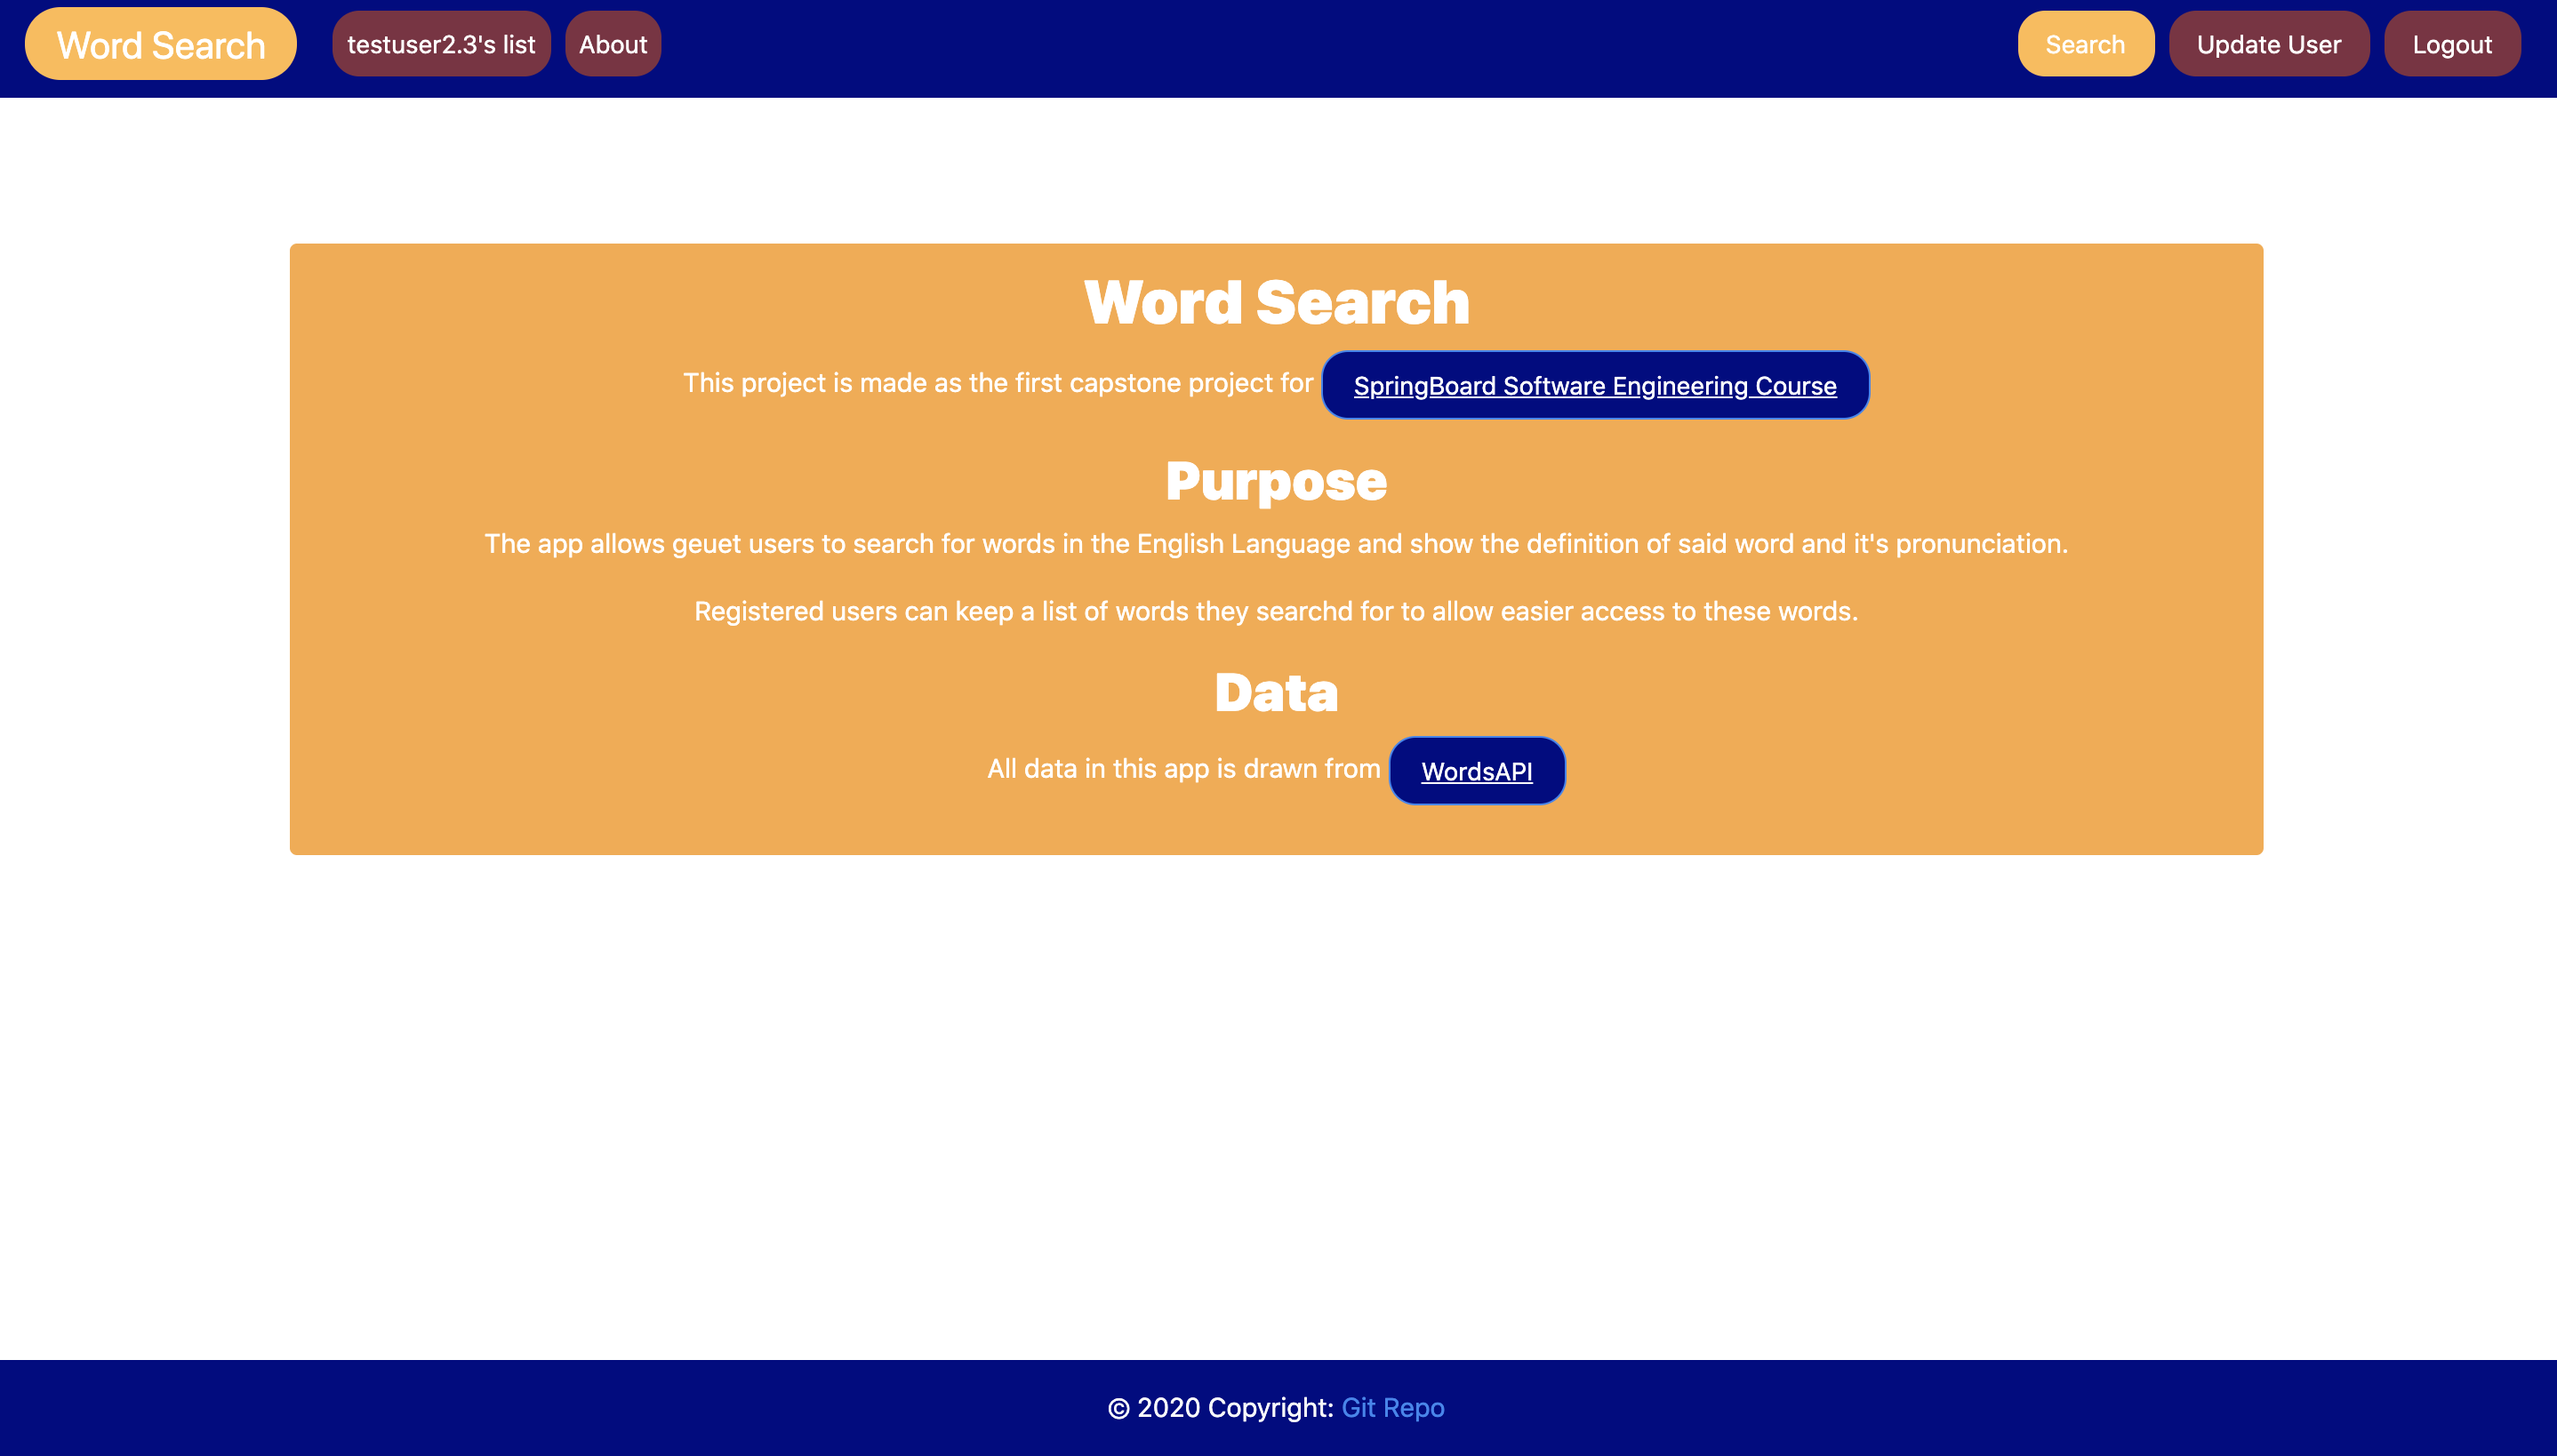 Word Search testuser2.3's list About Search Update User Logout
Word Search
This project is made as the first capstone project for SpringBoard Software Engineering Course
Purpose
The app allows geuet users to search for words in the English Language and show the definition of said word and it's pronunciation.
Registered users can keep a list of words they searchd for to allow easier access to these words.
Data
All data in this app is drawn from WordsAPI
© 2020 Copyright: Git Repo